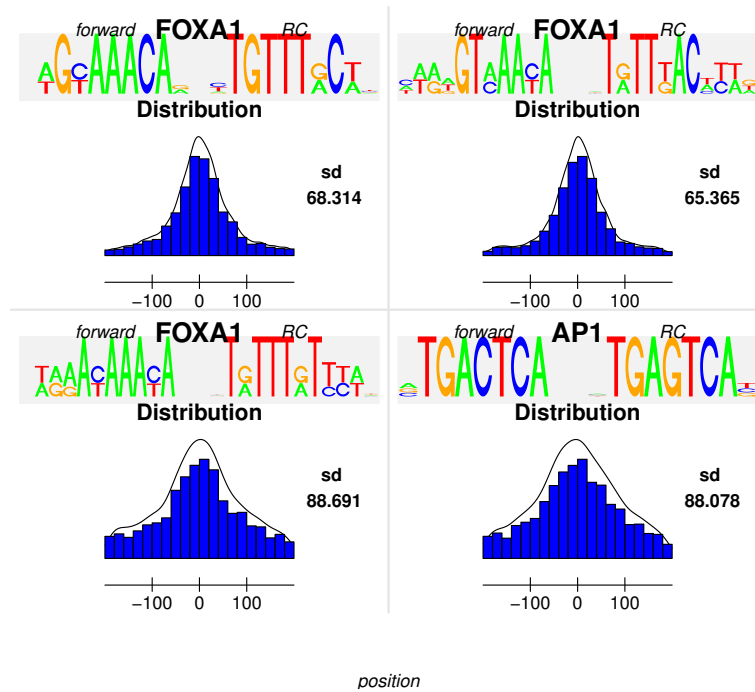 forward FOXA1 RC
Distribution
sd
68.314
−100 0 100
forward FOXA1 RC
Distribution
sd
65.365
−100 0 100
forward FOXA1 RC
Distribution
sd
88.691
−100 0 100
forward AP1 RC
TGACTCA TGAGTCA
Distribution
sd
88.078
−100 0 100
position